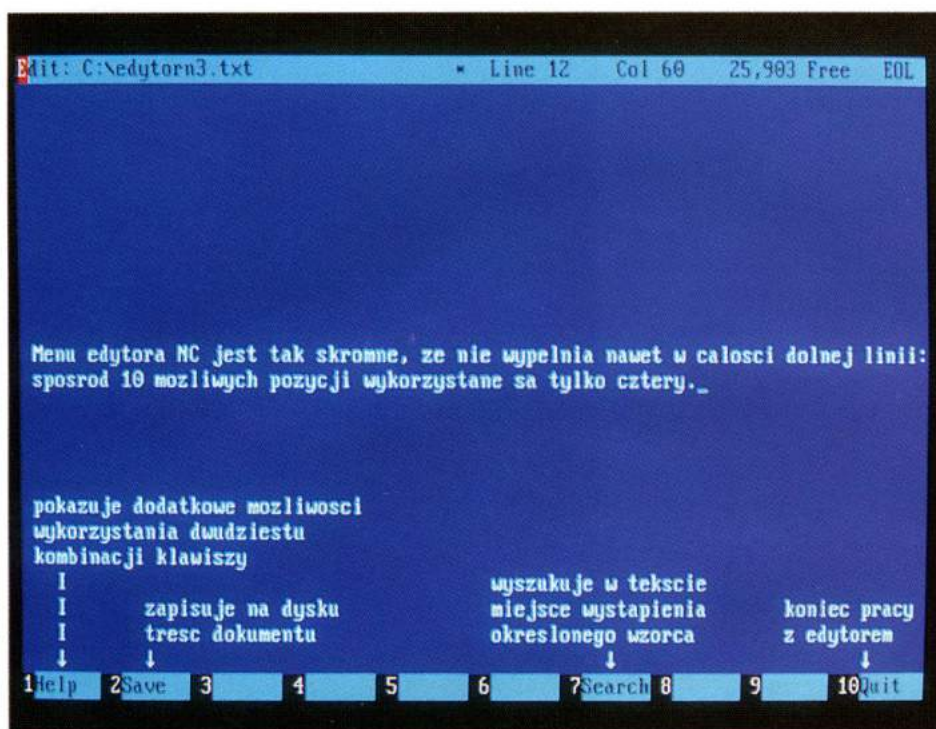 Edit: C:\edytorn3.txt * Line 12 Col 60 25,903 Free EOL
Menu edytora NC jest tak skromne, ze nie wypelnia nawet w calosci dolnej linii:
sposrod 10 mozliwych pozycji wykorzystane sa tylko cztery._
pokazuje dodatkowe mozliwosci
wykorzystania dwudziestu
kombinacji klawiszy
I wyszukuje w tekscie
I zapisuje na dysku miejsce wystapienia koniec pracy
I tresc dokumentu okreslonego wzorca z edytorem
↓ ↓ ↓ ↓
1Help 2Save 3 4 5 6 7Search 8 9 10Quit